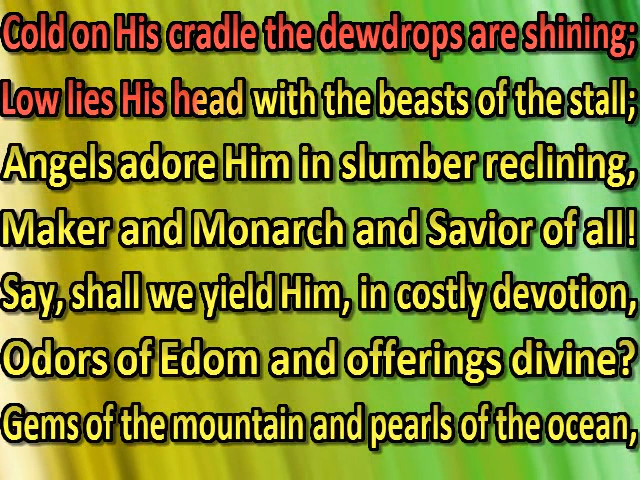 Cold on His cradle the dewdrops are shining;
Low lies His head with the beasts of the stall;
Angels adore Him in slumber reclining,
Maker and Monarch and Savior of all!
Say, shall we yield Him, in costly devotion,
Odors of Edom and offerings divine?
Gems of the mountain and pearls of the ocean,